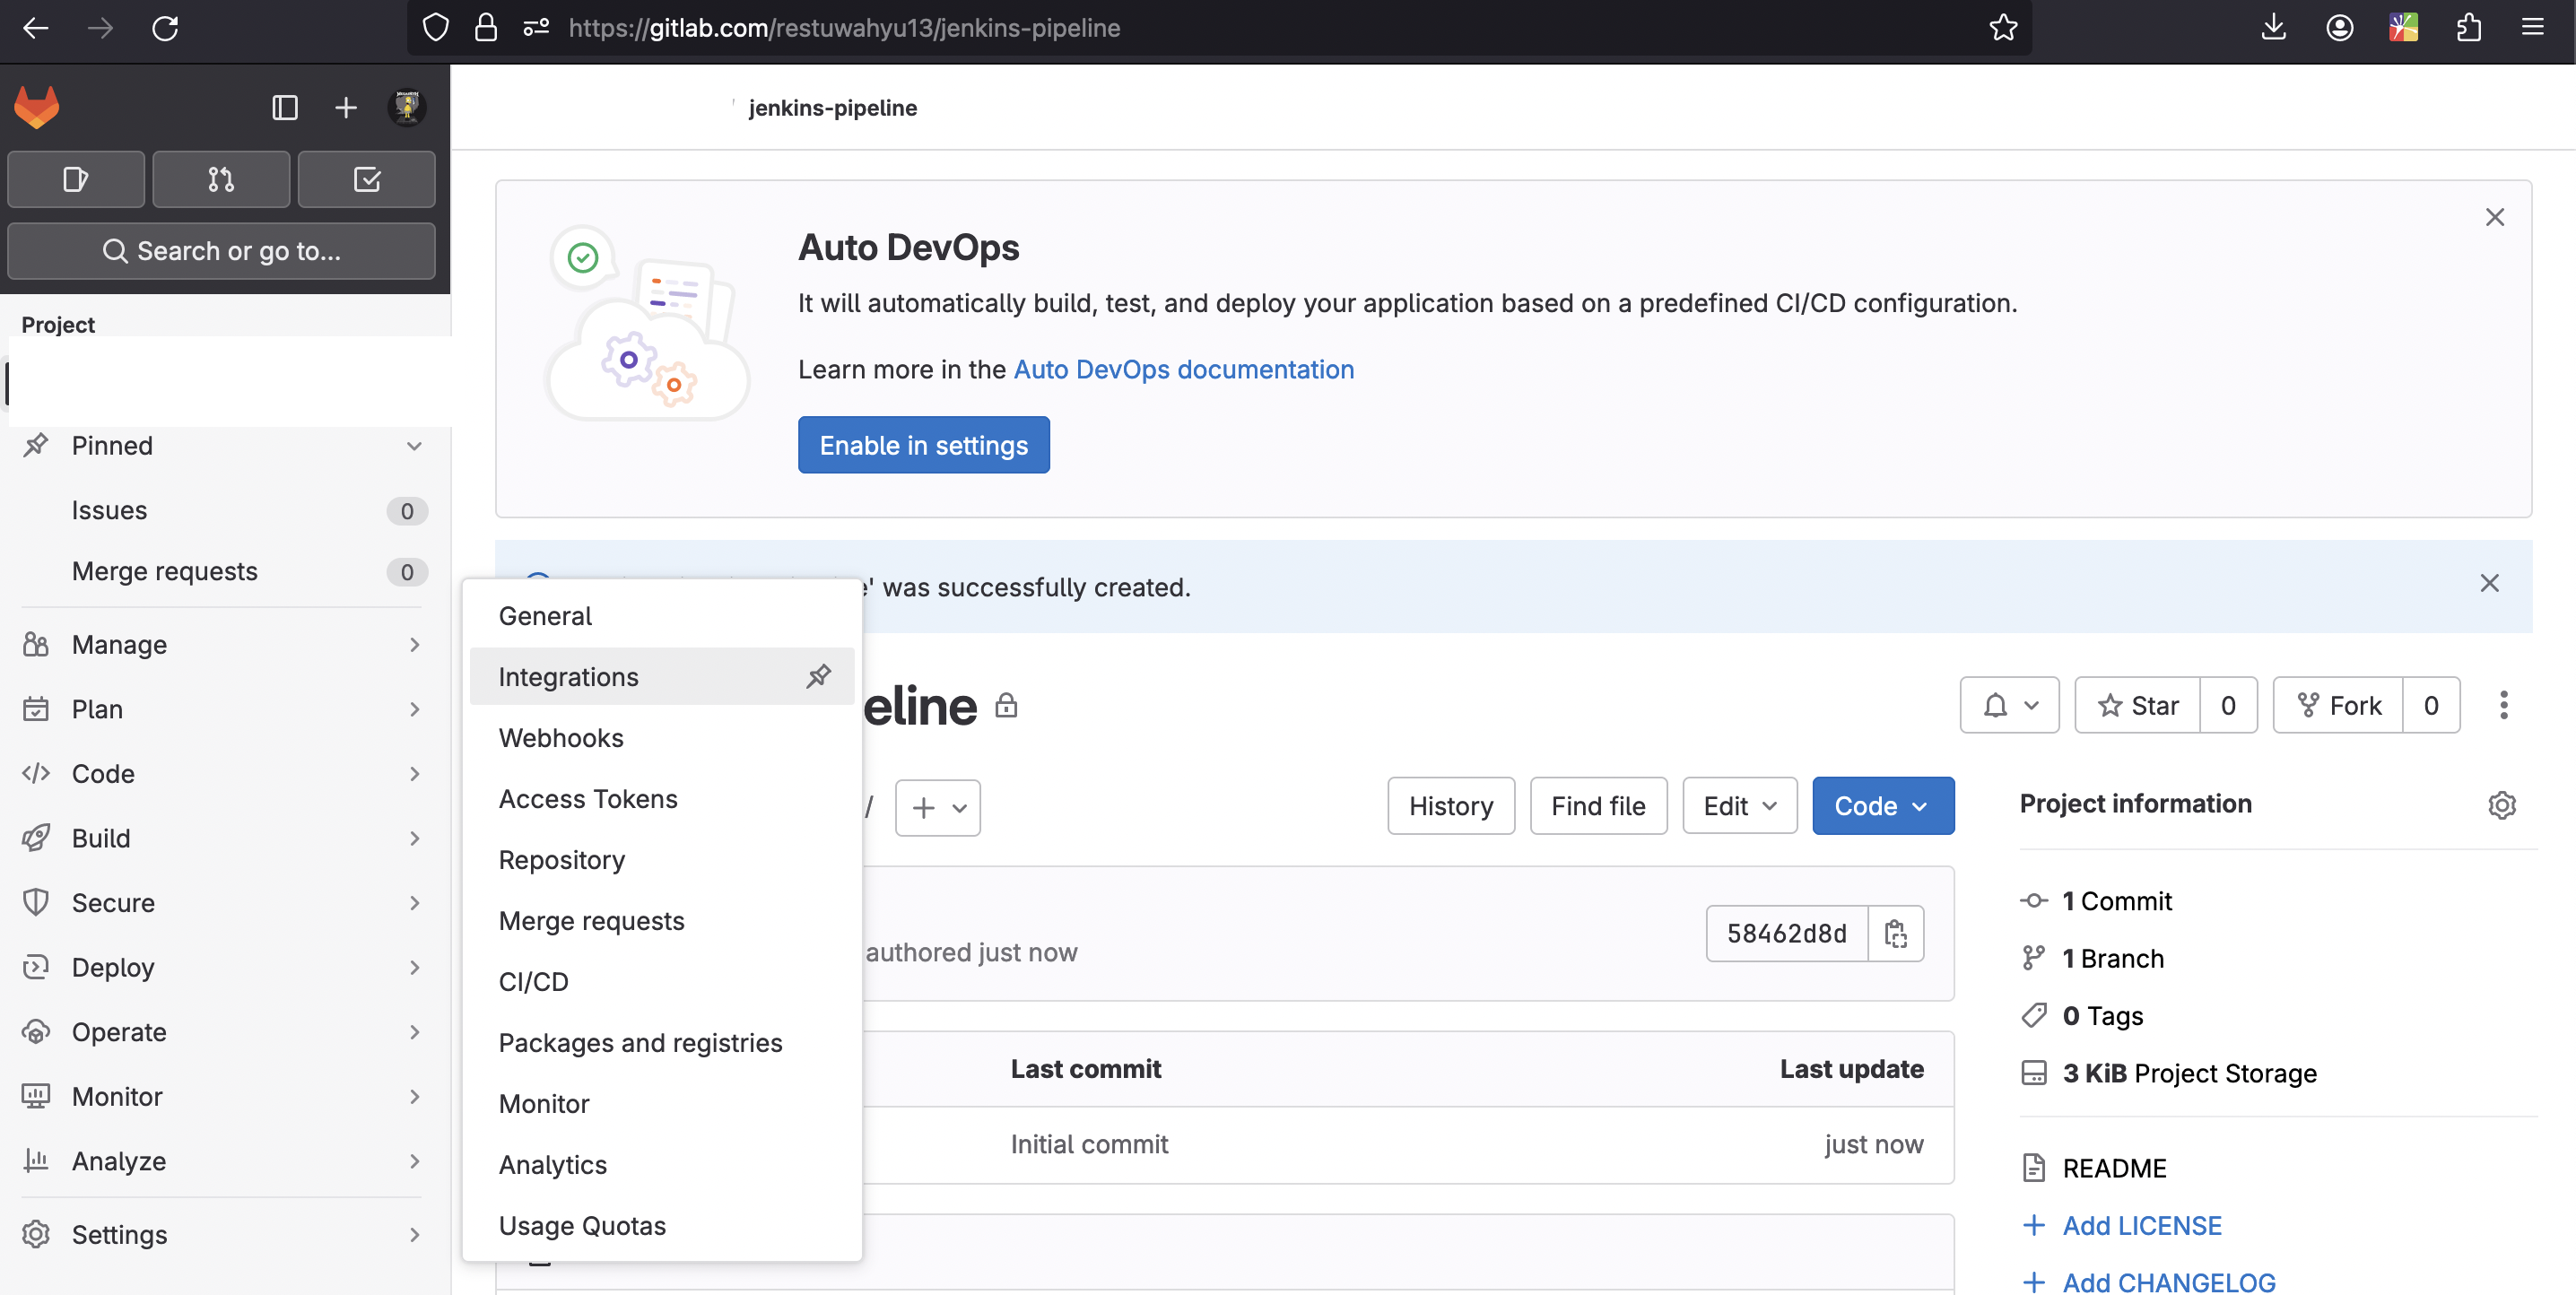 https://gitlab.com/restuwahyu13/jenkins-pipeline
jenkins-pipeline
Search or go to...
Project
Pinned
Issues 0
Merge requests 0
Manage
Plan
Code
Build
Secure
Deploy
Operate
Monitor
Analyze
Settings
General
Integrations
Webhooks
Access Tokens
Repository
Merge requests
CI/CD
Packages and registries
Monitor
Analytics
Usage Quotas
Auto DevOps
It will automatically build, test, and deploy your application based on a predefined CI/CD configuration.
Learn more in the Auto DevOps documentation
Enable in settings
' was successfully created.
eline
Star 0
Fork 0
/
History
Find file
Edit
Code
authored just now
58462d8d
Last commit
Last update
Initial commit
just now
Project information
1 Commit
1 Branch
0 Tags
3 KiB Project Storage
README
Add LICENSE
Add CHANGELOG